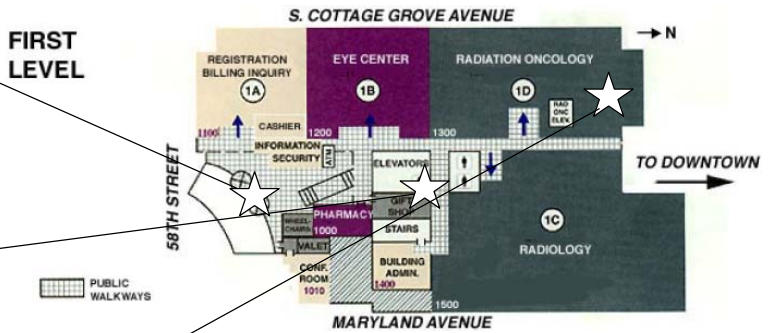 S. COTTAGE GROVE AVENUE
FIRST
LEVEL
N
REGISTRATION
BILLING INQUIRY
1A
EYE CENTER
1B
RADIATION ONCOLOGY
1D
RAD
ONC
ELEV.
1100
CASHIER
1200
1300
INFORMATION
SECURITY
ATM
ELEVATORS
TO DOWNTOWN
58TH STREET
GIFT
SHOP
WHEEL-
CHAIRS
PHARMACY
1000
STAIRS
1C
RADIOLOGY
VALET
CONF.
ROOM
1010
BUILDING
ADMIN.
1400
1500
PUBLIC
WALKWAYS
MARYLAND AVENUE